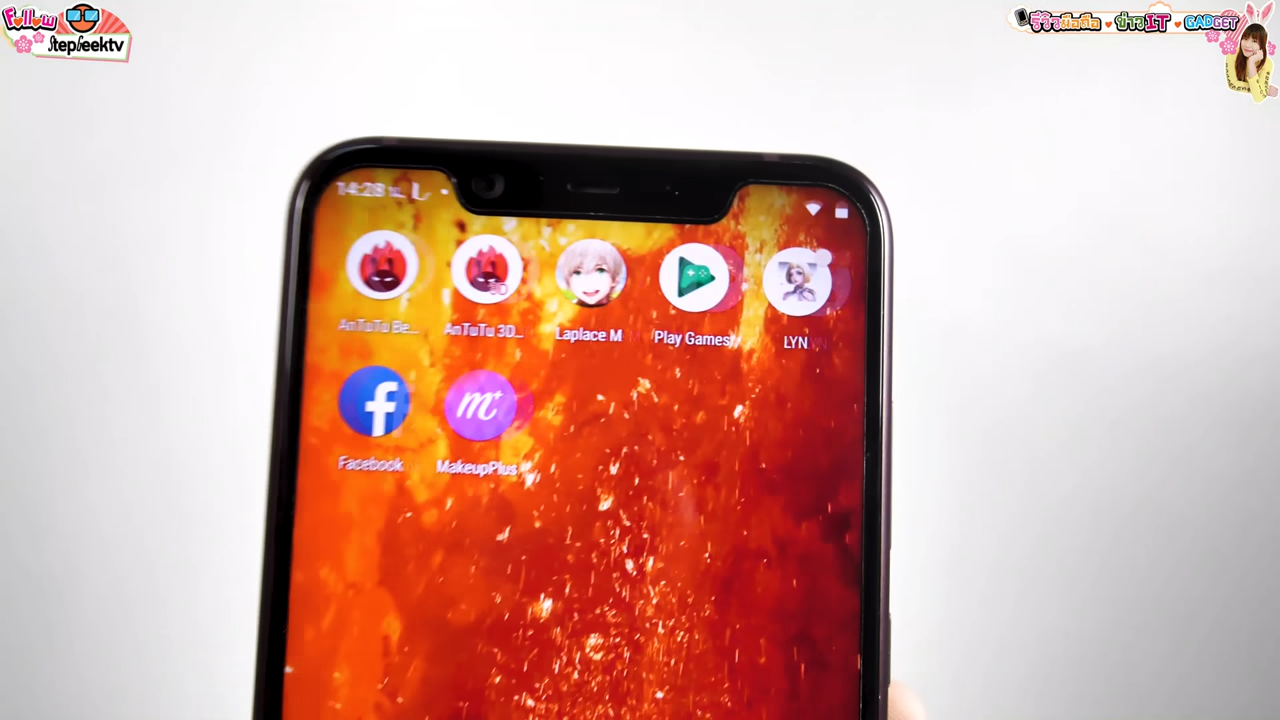 Follow
StepGeektv
รีวิวมือถือ ♥ ข่าวIT ♥ GADGET
14:28
AnTuTu Be...
AnTuTu 3D...
Laplace M
Play Games
LYN
Facebook
m+
MakeupPlus